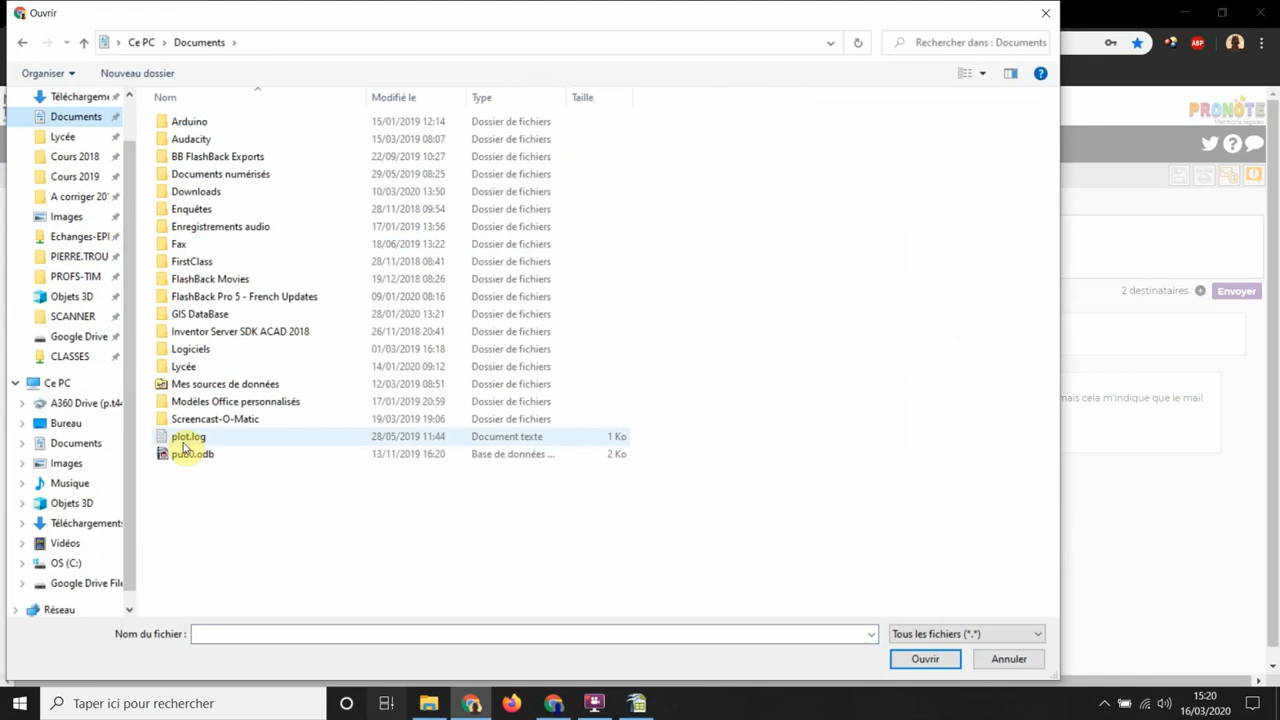 Ouvrir
Ce PC
Documents
Rechercher dans : Documents
Organiser
Nouveau dossier
Nom
Modifié le
Type
Taille
Arduino 15/01/2019 12:14 Dossier de fichiers
Audacity 15/03/2019 08:07 Dossier de fichiers
BB FlashBack Exports 22/09/2019 10:27 Dossier de fichiers
Documents numérisés 29/05/2019 08:25 Dossier de fichiers
Downloads 10/03/2020 13:50 Dossier de fichiers
Enquêtes 28/11/2018 09:54 Dossier de fichiers
Enregistrements audio 17/01/2019 13:56 Dossier de fichiers
Fax 18/06/2019 13:22 Dossier de fichiers
FirstClass 28/11/2018 08:41 Dossier de fichiers
FlashBack Movies 19/12/2018 08:26 Dossier de fichiers
FlashBack Pro 5 - French Updates 09/01/2020 08:16 Dossier de fichiers
GIS DataBase 28/01/2020 13:21 Dossier de fichiers
Inventor Server SDK ACAD 2018 26/11/2018 20:41 Dossier de fichiers
Logiciels 01/03/2019 16:18 Dossier de fichiers
Lycée 14/01/2020 09:12 Dossier de fichiers
Mes sources de données 12/03/2019 08:51 Dossier de fichiers
Modèles Office personnalisés 17/01/2019 20:59 Dossier de fichiers
Screencast-O-Matic 19/03/2019 19:06 Dossier de fichiers
plot.log 28/05/2019 11:44 Document texte 1 Ko
.odb 13/11/2019 16:20 Base de données ... 2 Ko
Téléchargeme
Documents
Lycée
Cours 2018
Cours 2019
A corriger 20
Images
Echanges-EPI
PIERRE.TROU
PROFS-TIM
Objets 3D
SCANNER
Google Drive
CLASSES
Ce PC
A360 Drive (p.t4
Bureau
Documents
Images
Musique
Objets 3D
Téléchargements
Vidéos
OS (C:)
Google Drive File
Réseau
Nom du fichier :
Tous les fichiers (*.*)
Ouvrir
Annuler
ABP
PRONOTE
Mentions légales
2 destinataires
Envoyer
mais cela m'indique que le mail
Taper ici pour rechercher
15:20
16/03/2020